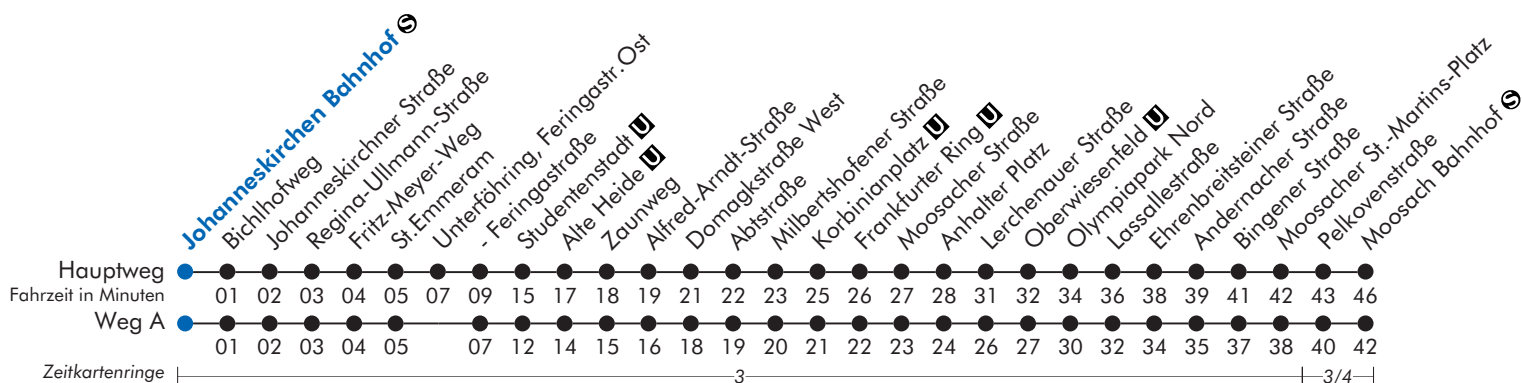 Johanneskirchen Bahnhof S
Bichlhofweg
Johanneskirchner Straße
Regina-Ullmann-Straße
Fritz-Meyer-Weg
St.Emmeram
Unterföhring, Feringastr.Ost
- Feringastraße
Studentenstadt U
Alte Heide U
Zaunweg
Alfred-Arndt-Straße
Domagkstraße West
Abtstraße
Milbertshofener Straße
Korbinianplatz U
Frankfurter Ring U
Moosacher Straße
Anhalter Platz
Lerchenauer Straße
Oberwiesenfeld U
Olympiapark Nord
Lassallestraße
Ehrenbreitsteiner Straße
Andernacher Straße
Bingener Straße
Moosacher St.-Martins-Platz
Pelkovenstraße
Moosach Bahnhof S
Hauptweg
Fahrzeit in Minuten 01 02 03 04 05 07 09 15 17 18 19 21 22 23 25 26 27 28 31 32 34 36 38 39 41 42 43 46
Weg A
01 02 03 04 05 07 12 14 15 16 18 19 20 21 22 23 24 26 27 30 32 34 35 37 38 40 42
Zeitkartenringe 3 3/4